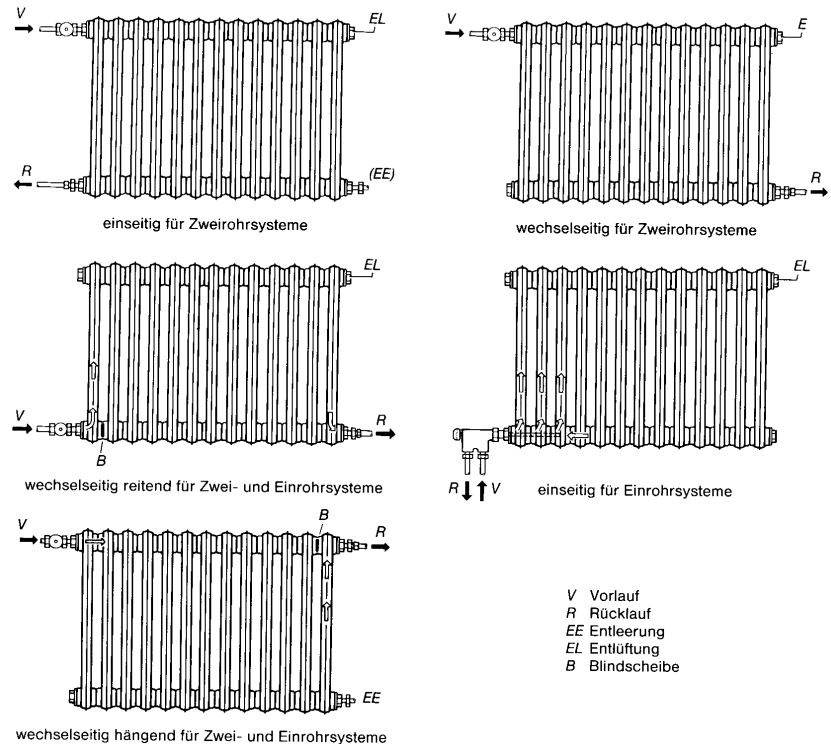 V
EL
R
(EE)
einseitig für Zweirohrsysteme
V
E
R
wechselseitig für Zweirohrsysteme
EL
V
R
B
wechselseitig reitend für Zwei- und Einrohrsysteme
EL
R V
einseitig für Einrohrsysteme
V
B
R
EE
wechselseitig hängend für Zwei- und Einrohrsysteme
V Vorlauf
R Rücklauf
EE Entleerung
EL Entlüftung
B Blindscheibe